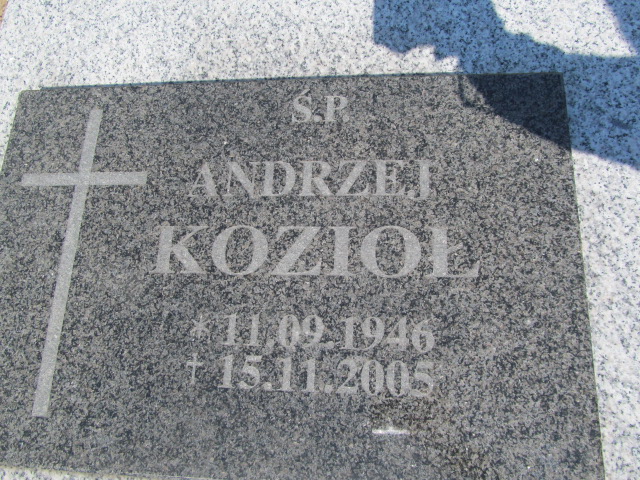 Ś.P.
ANDRZEJ
KOZIOŁ
* 11.09.1946
† 15.11.2005